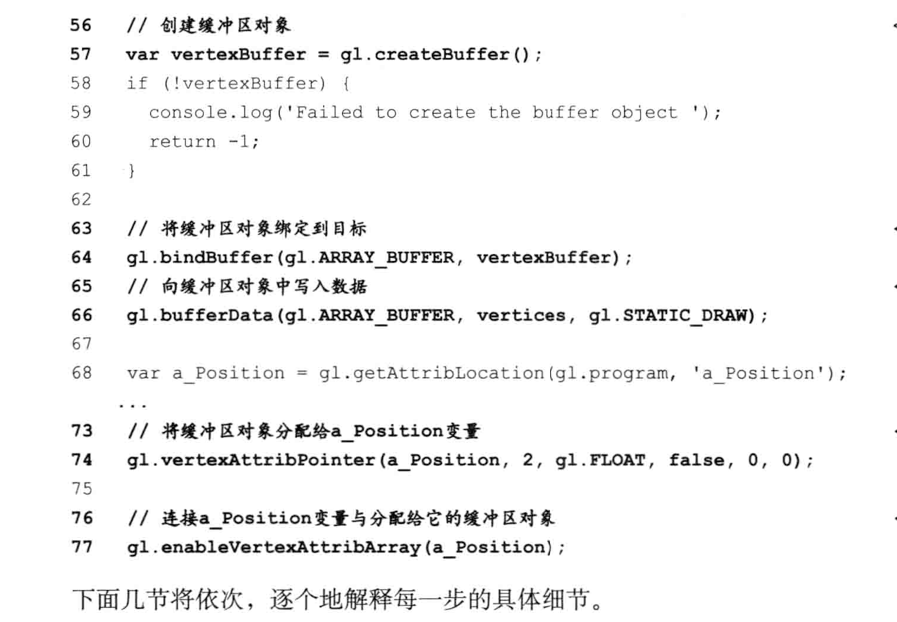 56 // 创建缓冲区对象
57 var vertexBuffer = gl.createBuffer();
58 if (!vertexBuffer) {
59 console.log('Failed to create the buffer object ');
60 return -1;
61 }
62
63 // 将缓冲区对象绑定到目标
64 gl.bindBuffer(gl.ARRAY_BUFFER, vertexBuffer);
65 // 向缓冲区对象中写入数据
66 gl.bufferData(gl.ARRAY_BUFFER, vertices, gl.STATIC_DRAW);
67
68 var a_Position = gl.getAttribLocation(gl.program, 'a_Position');
...
73 // 将缓冲区对象分配给a_Position变量
74 gl.vertexAttribPointer(a_Position, 2, gl.FLOAT, false, 0, 0);
75
76 // 连接a_Position变量与分配给它的缓冲区对象
77 gl.enableVertexAttribArray(a_Position);
下面几节将依次，逐个地解释每一步的具体细节。